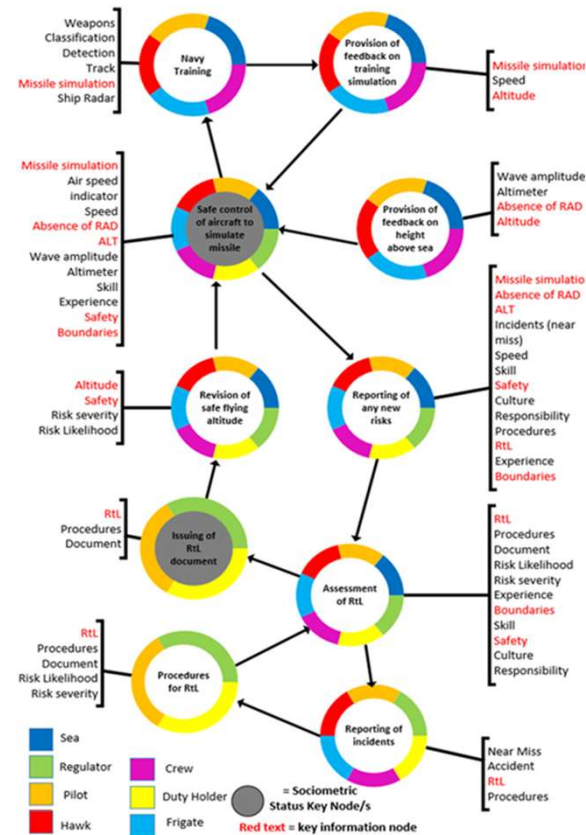 Weapons
Classification
Detection
Track
Missile simulation
Ship Radar
Navy
Training
Provision of
feedback on
training
simulation
Missile simulation
Speed
Altitude
Missile simulation
Air speed
indicator
Speed
Absence of RAD
ALT
Wave amplitude
Altimeter
Skill
Experience
Safety
Boundaries
Safe control
of aircraft to
simulate
missile
Provision of
feedback on
height
above sea
Wave amplitude
Altimeter
Absence of RAD
Altitude
Altitude
Safety
Risk severity
Risk Likelihood
Revision of
safe flying
altitude
Reporting of
any new
risks
Missile simulatio
Absence of RAD
ALT
Incidents (near
miss)
Speed
Skill
Safety
Culture
Responsibility
Procedures
RtL
Experience
Boundaries
RtL
Procedures
Document
Issuing of
RtL
document
Assessment
of RtL
RtL
Procedures
Document
Risk Likelihood
Risk severity
Experience
Boundaries
Skill
Safety
Culture
Responsibility
RtL
Procedures
Document
Risk Likelihood
Risk severity
Procedures
for RtL
Reporting of
incidents
Near Miss
Accident
RtL
Procedures
Sea
Regulator
Pilot
Hawk
Crew
Duty Holder
Frigate
= Sociometric
Status Key Node/s
Red text = key information node